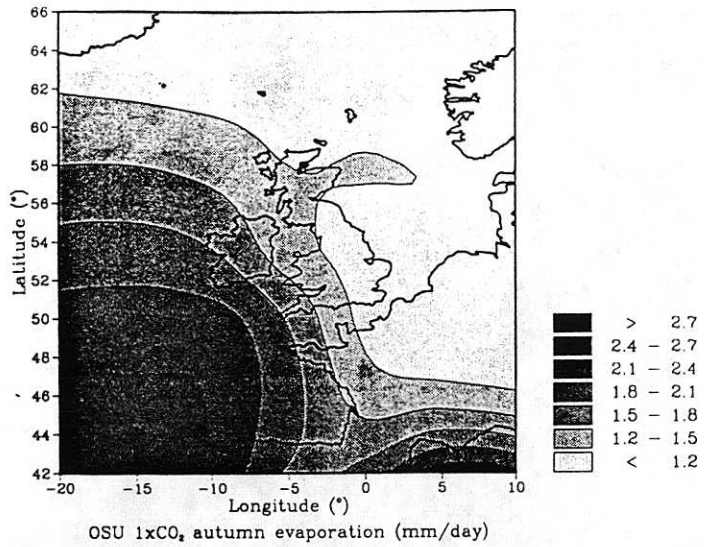 66
64
62
60
58
56
54
52
50
48
46
44
42
Latitude (°)
-20 -15 -10 -5 0 5 10
Longitude (°)
> 2.7
2.4 - 2.7
2.1 - 2.4
1.8 - 2.1
1.5 - 1.8
1.2 - 1.5
< 1.2
OSU 1xCO₂ autumn evaporation (mm/day)